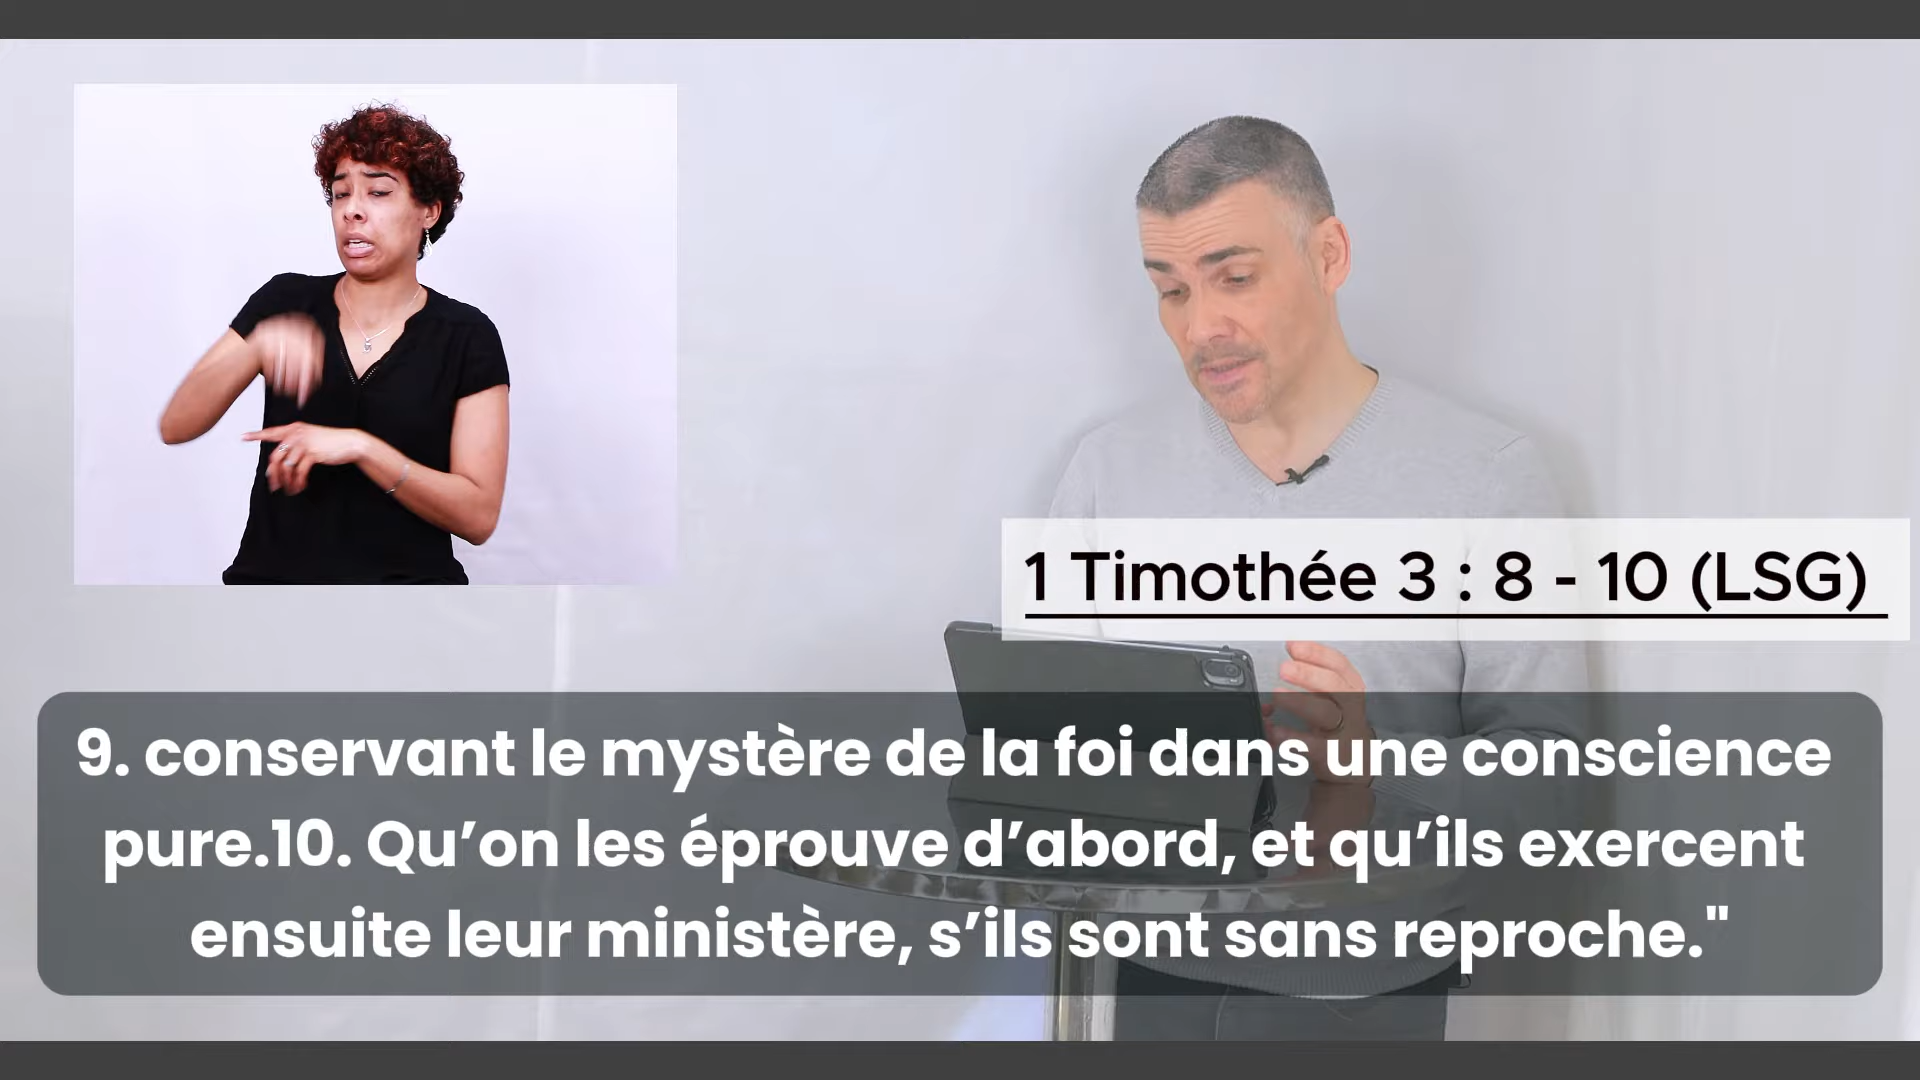 1 Timothée 3 : 8 - 10 (LSG)
9. conservant le mystère de la foi dans une conscience
pure.10. Qu’on les éprouve d’abord, et qu’ils exercent
ensuite leur ministère, s’ils sont sans reproche."